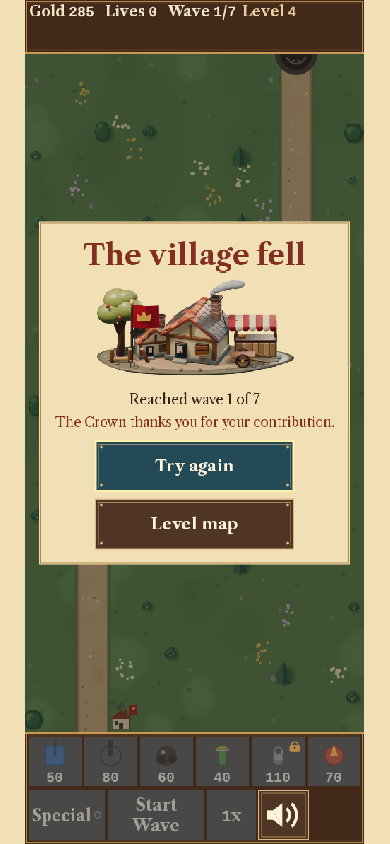 Gold 285 Lives 0 Wave 1/7 Level 4
The village fell
Reached wave 1 of 7
The Crown thanks you for your contribution.
Try again
Level map
50 80 60 40 110 70
Special
Start
Wave
1x